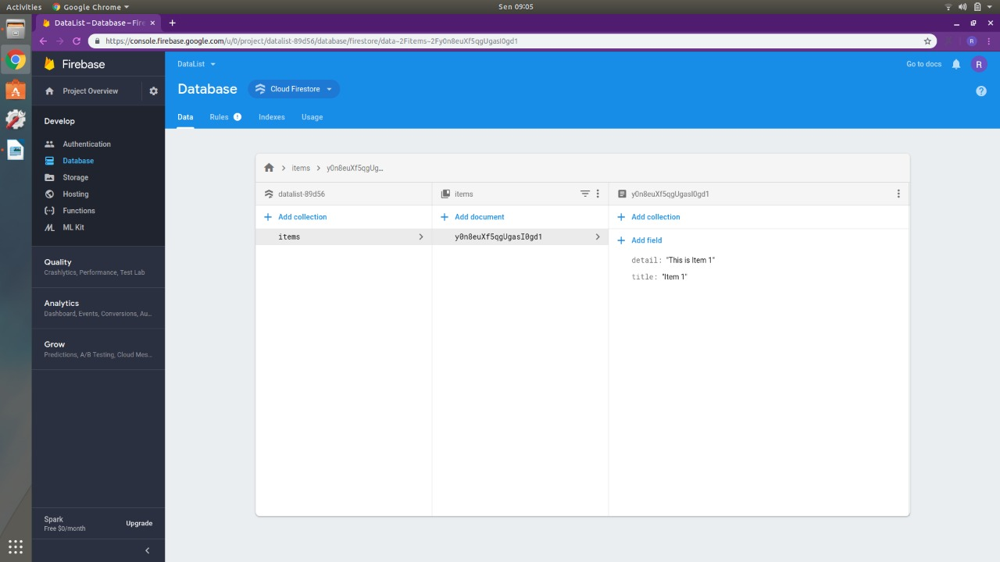 Activities Google Chrome Sen 09:05
DataList – Database – Fire
https://console.firebase.google.com/u/0/project/datalist-89d56/database/firestore/data~2Fitems~2Fy0n8euXf5qgUgasI0gd1
R
Firebase
DataList
Go to docs
R
Project Overview
Database
Cloud Firestore
Data
Rules
Indexes
Usage
Develop
Authentication
Database
Storage
Hosting
Functions
ML Kit
Quality
Crashlytics, Performance, Test Lab
Analytics
Dashboard, Events, Conversions, Au...
Grow
Predictions, A/B Testing, Cloud Mes...
Spark
Free $0/month
Upgrade
items
y0n8euXf5qgUg...
datalist-89d56
Add collection
items
items
Add document
y0n8euXf5qgUgasI0gd1
y0n8euXf5qgUgasI0gd1
Add collection
Add field
detail: "This is Item 1"
title: "Item 1"